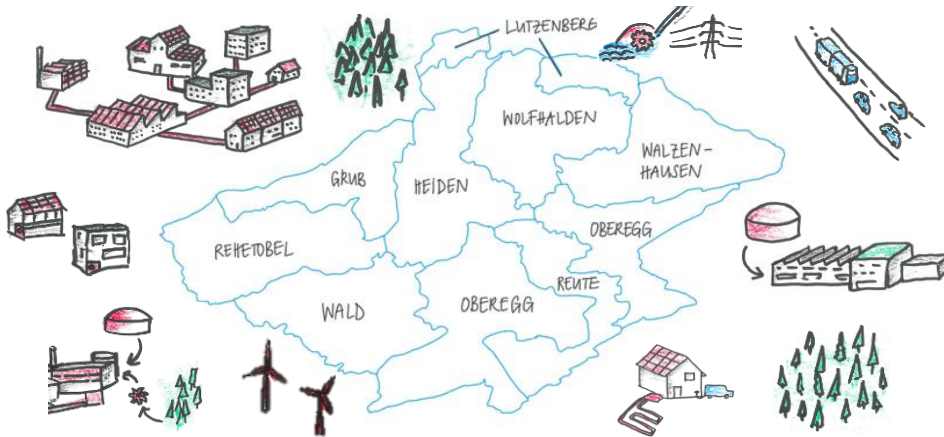 LUTZENBERG
WOLFHALDEN
WALZEN-
HAUSEN
GRUB
HEIDEN
OBEREGG
REHETOBEL
REUTE
WALD
OBEREGG